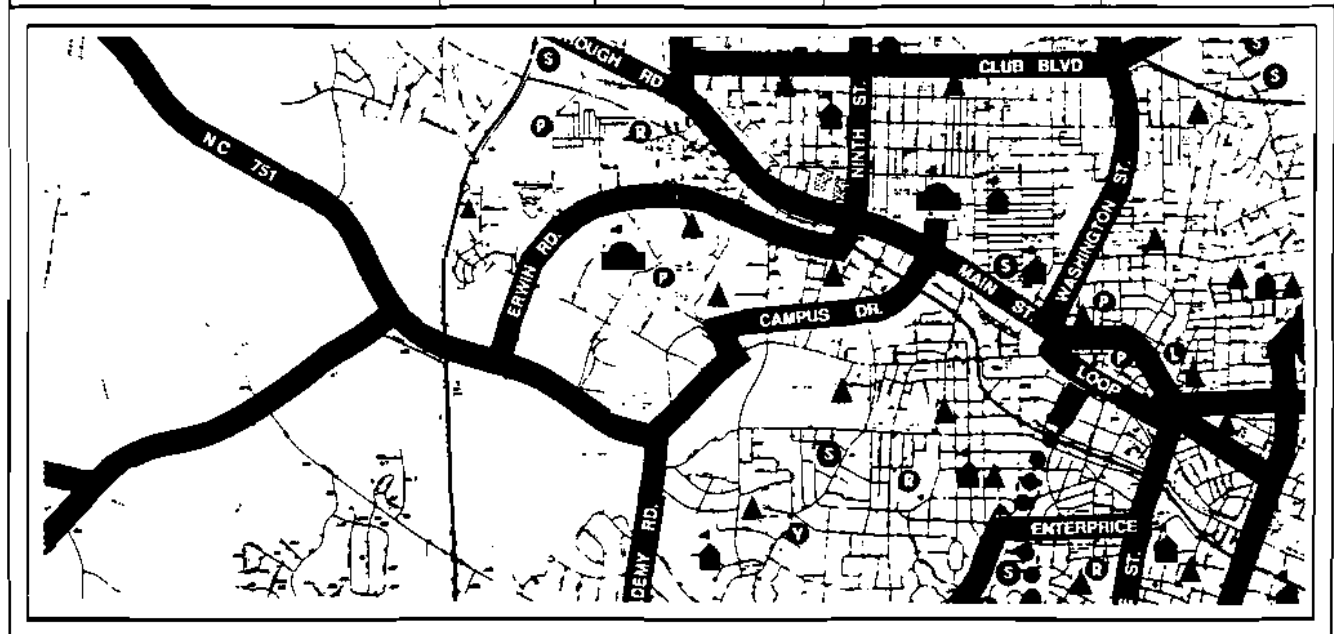 S
OUGH RD
CLUB BLVD
S
S
NC 751
P
R
NINTH ST.
WASHINGTON ST.
ERWIN RD.
P
S
MAIN ST.
P
CAMPUS DR.
P
L
LOOP
S
R
DEMY RD.
Y
ENTERPRICE
S
R
ST.